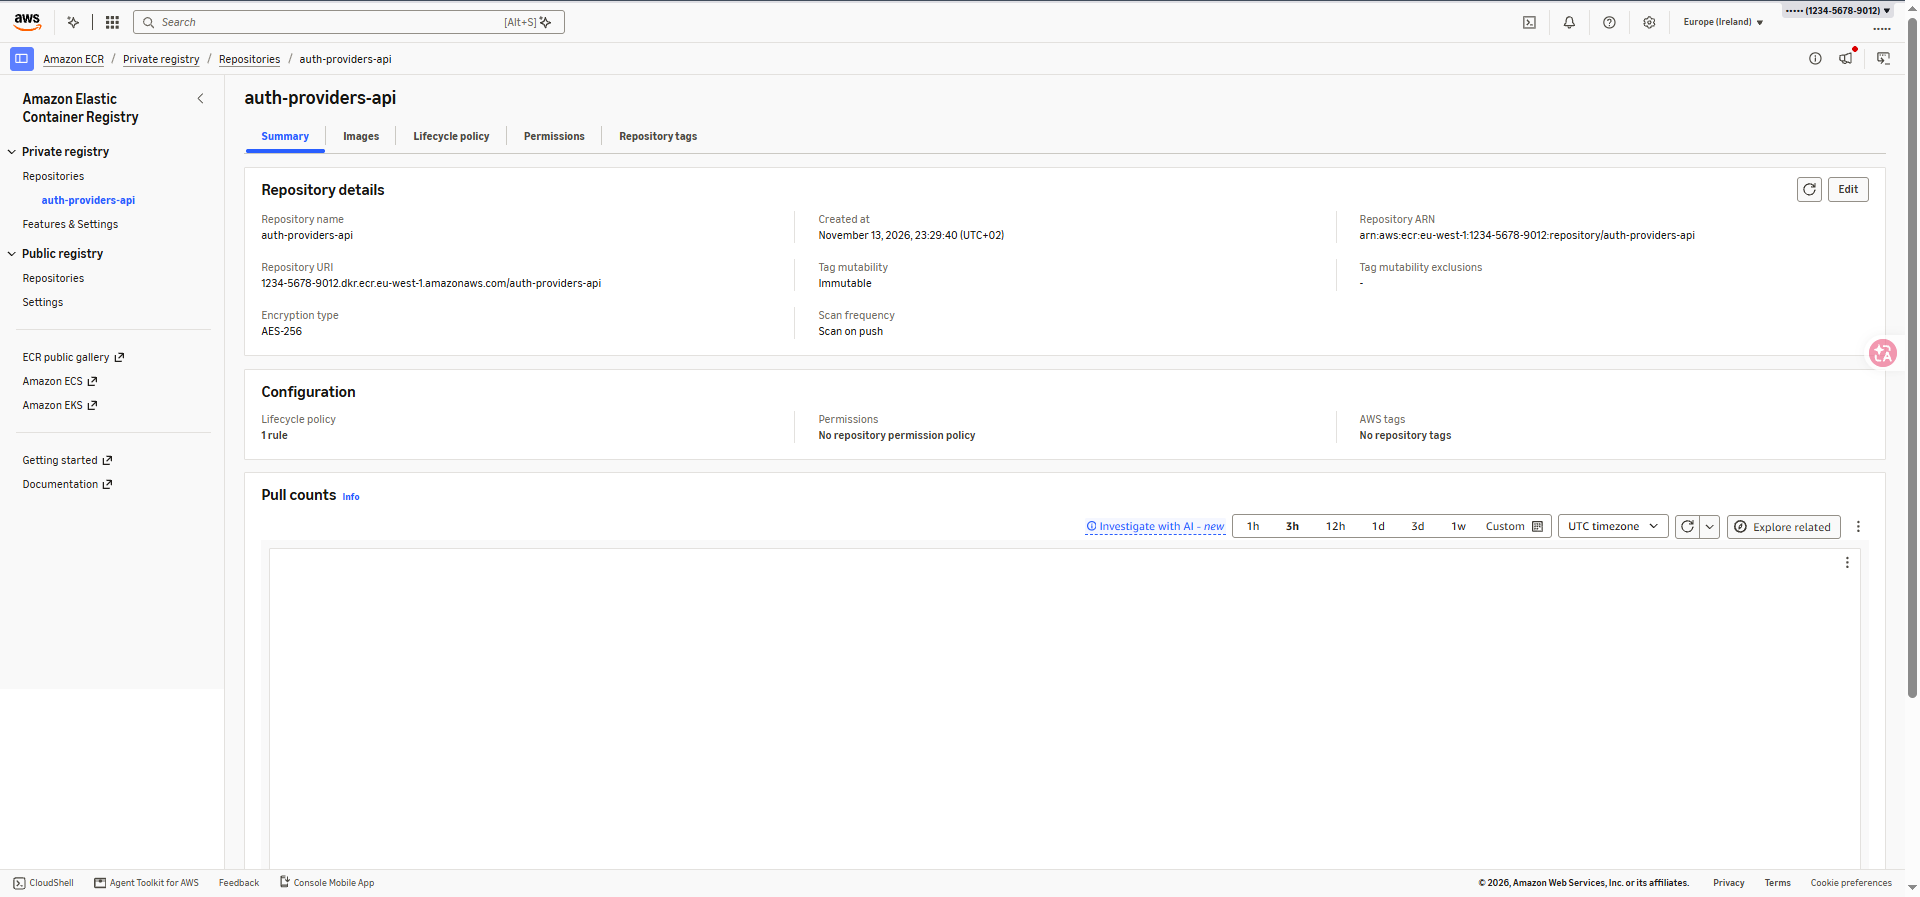 aws
Search [Alt+S]
Europe (Ireland)
(1234-5678-9012)
Amazon ECR / Private registry / Repositories / auth-providers-api
Amazon Elastic
Container Registry
Private registry
Repositories
auth-providers-api
Features & Settings
Public registry
Repositories
Settings
ECR public gallery
Amazon ECS
Amazon EKS
Getting started
Documentation
auth-providers-api
Summary Images Lifecycle policy Permissions Repository tags
Repository details
Edit
Repository name
auth-providers-api
Created at
November 13, 2026, 23:29:40 (UTC+02)
Repository ARN
arn:aws:ecr:eu-west-1:1234-5678-9012:repository/auth-providers-api
Repository URI
1234-5678-9012.dkr.ecr.eu-west-1.amazonaws.com/auth-providers-api
Tag mutability
Immutable
Tag mutability exclusions
-
Encryption type
AES-256
Scan frequency
Scan on push
Configuration
Lifecycle policy
1 rule
Permissions
No repository permission policy
AWS tags
No repository tags
Pull counts Info
Investigate with AI - new 1h 3h 12h 1d 3d 1w Custom UTC timezone Explore related
CloudShell Agent Toolkit for AWS Feedback Console Mobile App
© 2026, Amazon Web Services, Inc. or its affiliates. Privacy Terms Cookie preferences